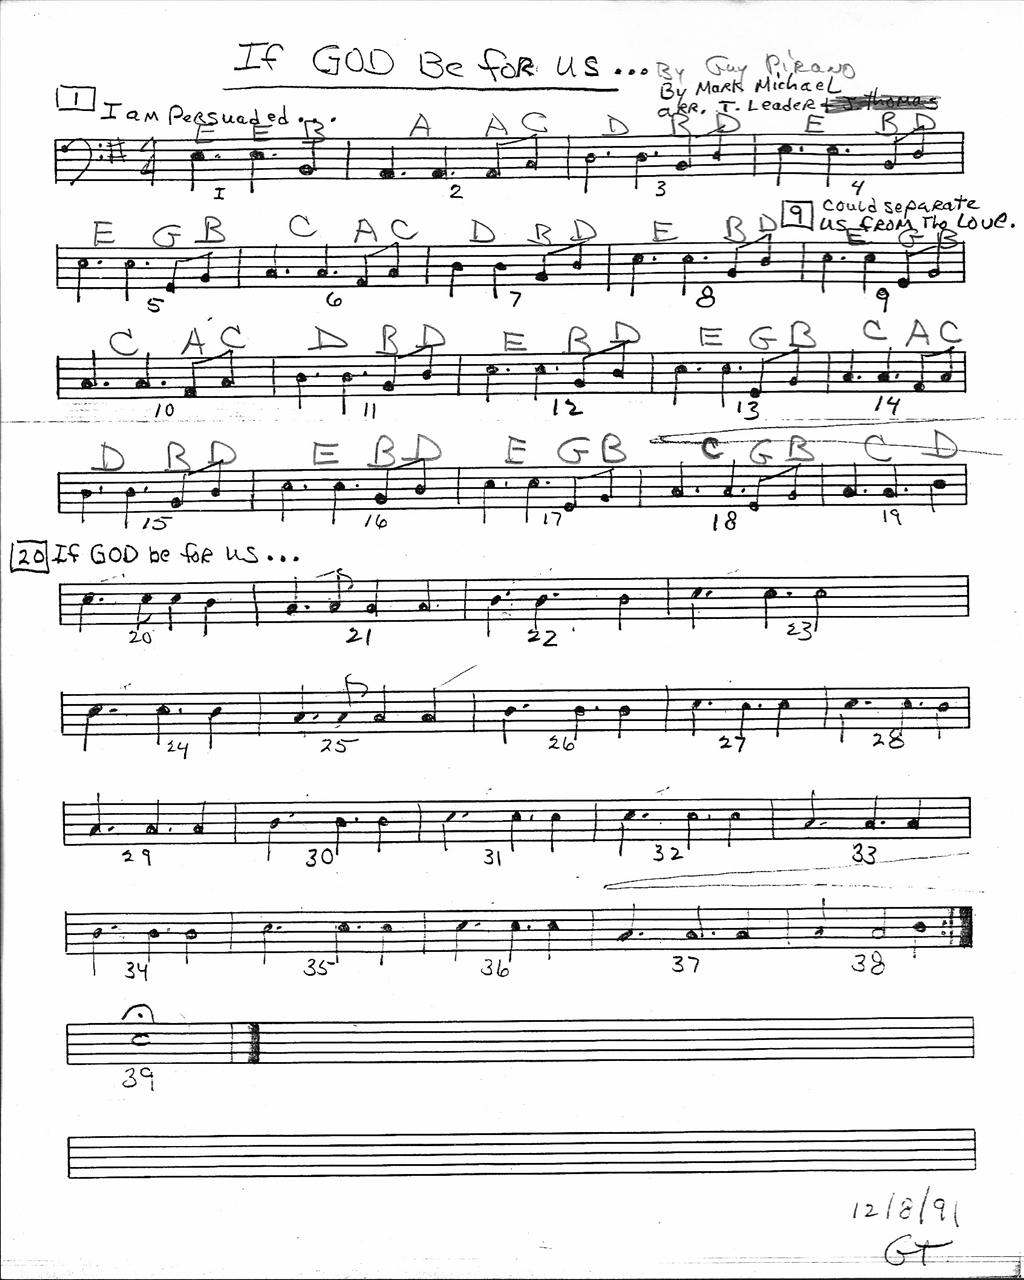 If GOD Be for us ...
By Guy Pirano
By Mark Michael
arr. T. Leader + J. Thomas
1
I am Persuaded...
E E B A A C D B D E B D
1 2 3 4
9 Could separate
us from the Love.
E G B C A C D B D E B D E G B
5 6 7 8 9
C A C D B D E B D E G B C A C
10 11 12 13 14
D B D E B D E G B C G B C D
15 16 17 18 19
20 If GOD be for us...
20 21 22 23
24 25 26 27 28
29 30 31 32 33
34 35 36 37 38
39
12/8/91
GT